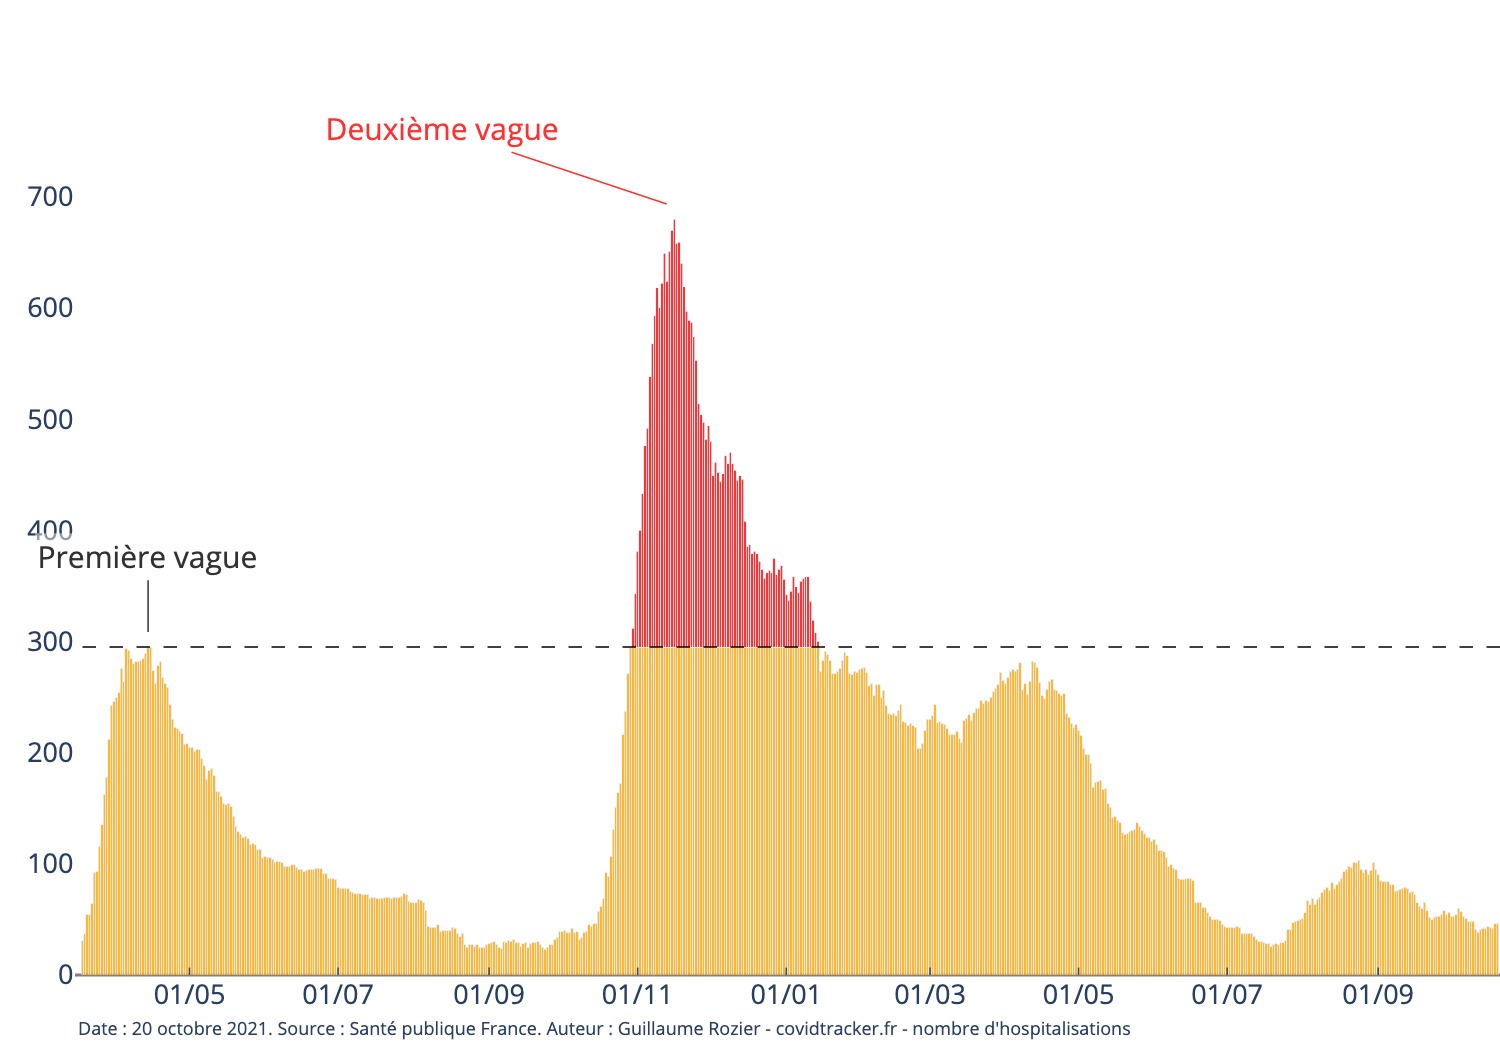 Deuxième vague
700
600
500
400
Première vague
300
200
100
0
01/05 01/07 01/09 01/11 01/01 01/03 01/05 01/07 01/09
Date : 20 octobre 2021. Source : Santé publique France. Auteur : Guillaume Rozier - covidtracker.fr - nombre d'hospitalisations